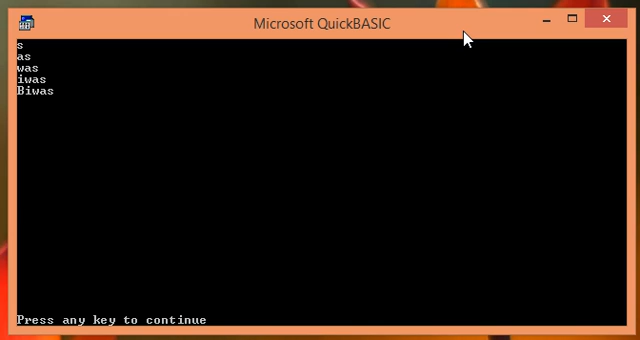 Microsoft QuickBASIC
s
as
was
iwas
Biwas
Press any key to continue